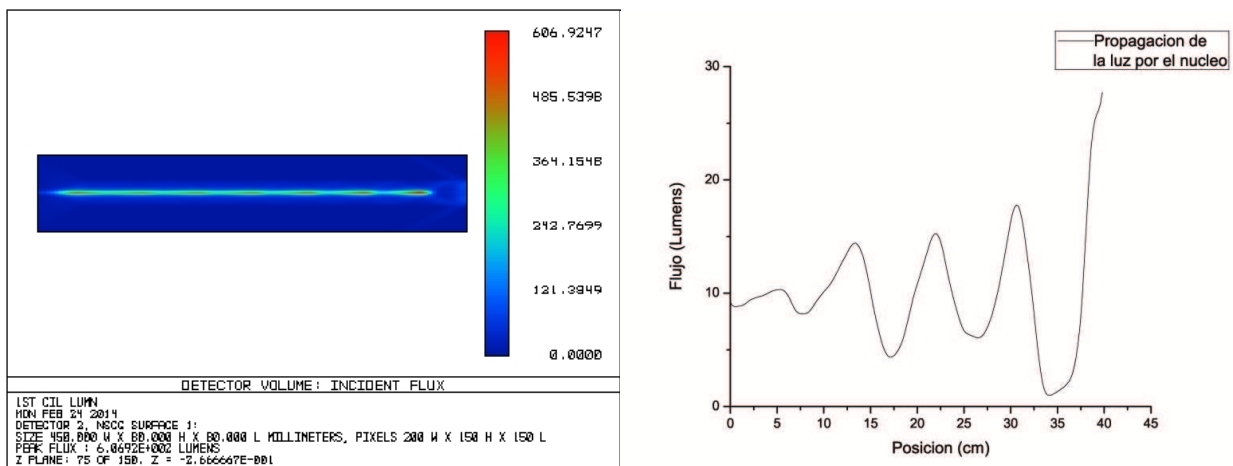 606.9247
485.5398
364.1548
242.7699
121.3849
0.0000
DETECTOR VOLUME: INCIDENT FLUX
1ST CIL LUMN
MON FEB 24 2014
DETECTOR 2, NSCG SURFACE 1:
SIZE 450.000 W X 80.000 H X 80.000 L MILLIMETERS, PIXELS 200 W X 150 H X 150 L
PEAK FLUX : 6.0692E+002 LUMENS
Z PLANE: 75 OF 150, Z = -2.666667E-001
Propagacion de
la luz por el nucleo
Flujo (Lumens)
30
20
10
0
0 5 10 15 20 25 30 35 40 45
Posicion (cm)